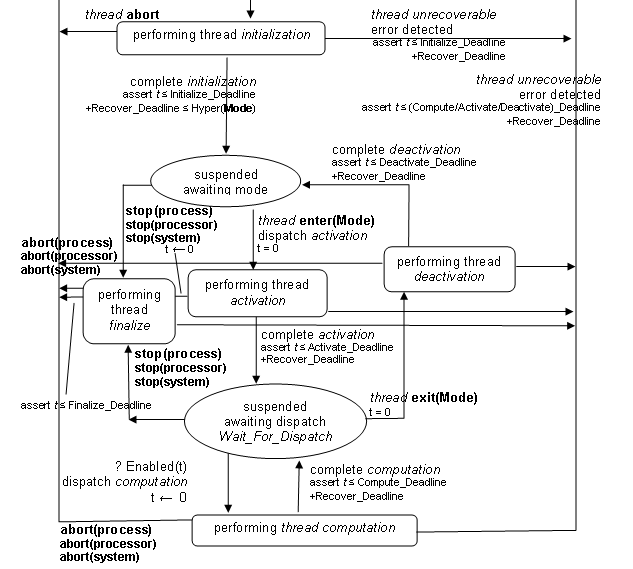 thread abort
thread unrecoverable
error detected
assert t ≤ Initialize_Deadline
+Recover_Deadline
performing thread initialization
complete initialization
assert t ≤ Initialize_Deadline
+Recover_Deadline ≤ Hyper(Mode)
thread unrecoverable
error detected
assert t ≤ (Compute/Activate/Deactivate)_Deadline
+Recover_Deadline
complete deactivation
assert t ≤ Deactivate_Deadline
+Recover_Deadline
suspended
awaiting mode
stop(process)
stop(processor)
stop(system)
t ← 0
thread enter(Mode)
dispatch activation
t = 0
abort(process)
abort(processor)
abort(system)
performing thread
deactivation
performing thread
activation
performing
thread
finalize
complete activation
assert t ≤ Activate_Deadline
+Recover_Deadline
stop(process)
stop(processor)
stop(system)
assert t ≤ Finalize_Deadline
thread exit(Mode)
t = 0
suspended
awaiting dispatch
Wait_For_Dispatch
? Enabled(t)
dispatch computation
t ← 0
complete computation
assert t ≤ Compute_Deadline
+Recover_Deadline
performing thread computation
abort(process)
abort(processor)
abort(system)